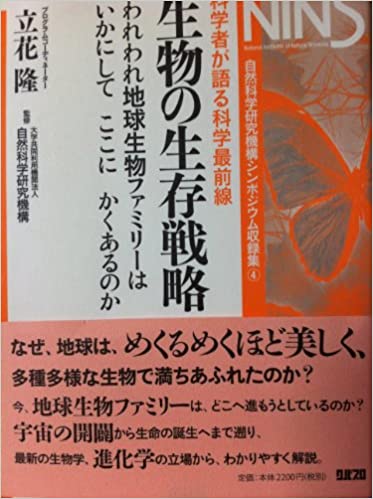 NINS
National Institutes of Natural Sciences
自然科学研究機構シンポジウム収録集④
科学者が語る科学最前線
生物の生存戦略
われわれ地球生物ファミリーは
いかにして ここに かくあるのか
プログラムコーディネーター
立花 隆
監修 大学共同利用機関法人
自然科学研究機構
なぜ、地球は、めくるめくほど美しく、
多種多様な生物で満ちあふれたのか?
今、地球生物ファミリーは、どこへ進もうとしているのか?
宇宙の開闢から生命の誕生へまで遡り、
最新の生物学、進化学の立場から、わかりやすく解説。
定価:本体2200円(税別)
クバプロ